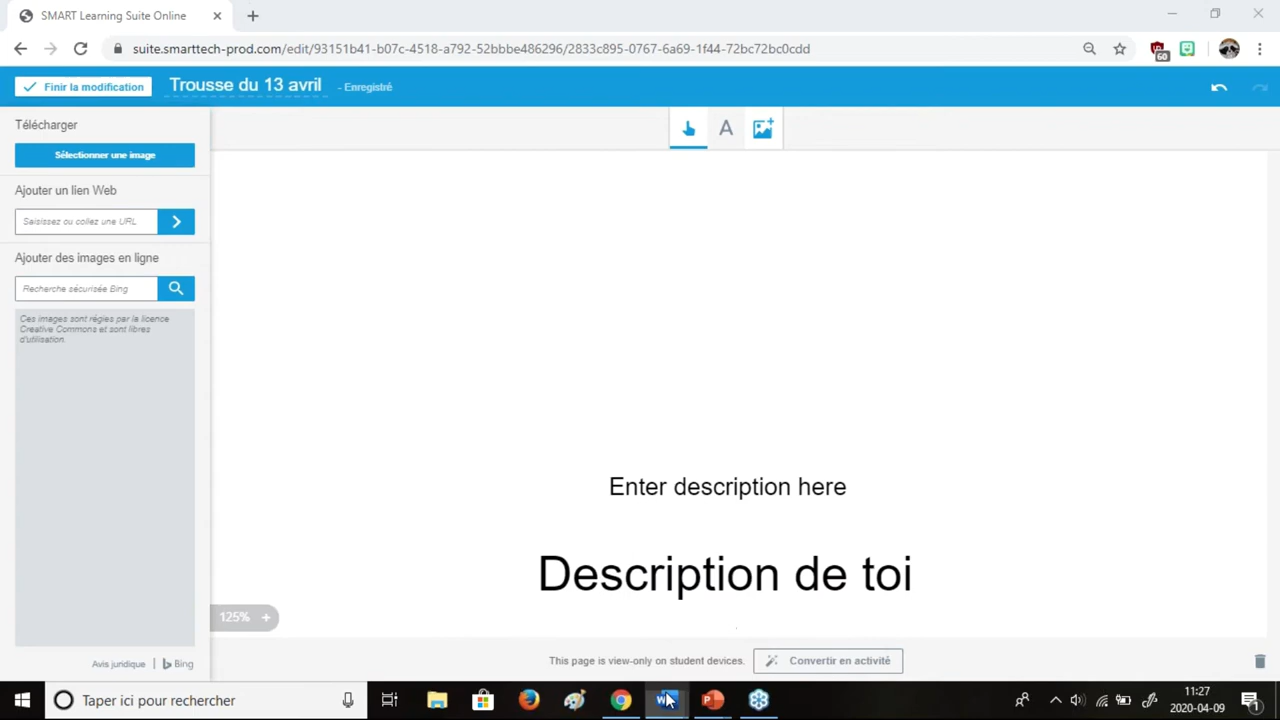 SMART Learning Suite Online
suite.smarttech-prod.com/edit/93151b41-b07c-4518-a792-52bbbe486296/2833c895-0767-6a69-1f44-72bc72bc0cdd
60
Finir la modification
Trousse du 13 avril
- Enregistré
Télécharger
Sélectionner une image
Ajouter un lien Web
Saisissez ou collez une URL
Ajouter des images en ligne
Recherche sécurisée Bing
Ces images sont régies par la licence
Creative Commons et sont libres
d'utilisation.
A
Enter description here
Description de toi
125% +
Avis juridique | Bing
This page is view-only on student devices.
Convertir en activité
Taper ici pour rechercher
11:27
2020-04-09
1